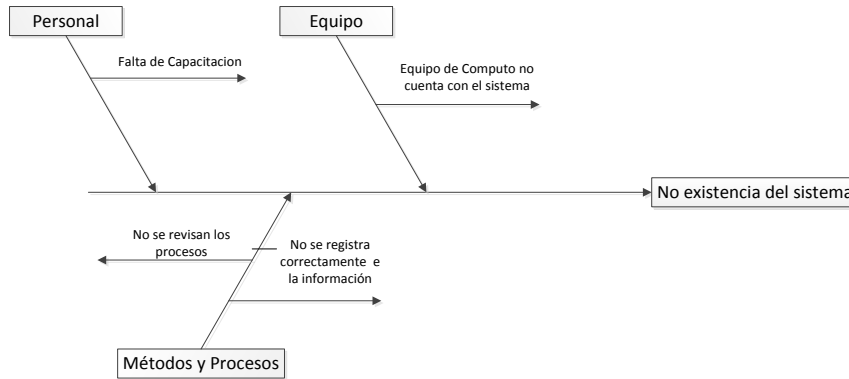 Personal
Equipo
Falta de Capacitacion
Equipo de Computo no
cuenta con el sistema
No existencia del sistema
No se revisan los
procesos
No se registra
correctamente e
la información
Métodos y Procesos